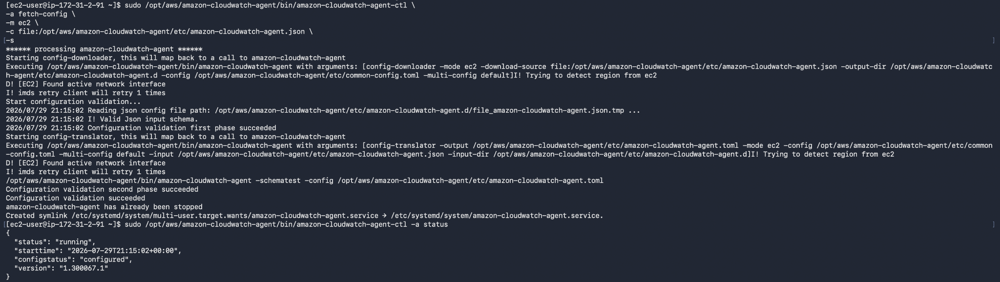 [ec2-user@ip-172-31-2-91 ~]$ sudo /opt/aws/amazon-cloudwatch-agent/bin/amazon-cloudwatch-agent-ctl \
-a fetch-config \
-m ec2 \
-c file:/opt/aws/amazon-cloudwatch-agent/etc/amazon-cloudwatch-agent.json \
[-s ]
****** processing amazon-cloudwatch-agent ******
Starting config-downloader, this will map back to a call to amazon-cloudwatch-agent
Executing /opt/aws/amazon-cloudwatch-agent/bin/amazon-cloudwatch-agent with arguments: [config-downloader -mode ec2 -download-source file:/opt/aws/amazon-cloudwatch-agent/etc/amazon-cloudwatch-agent.json -output-dir /opt/aws/amazon-cloudwatc
h-agent/etc/amazon-cloudwatch-agent.d -config /opt/aws/amazon-cloudwatch-agent/etc/common-config.toml -multi-config default]I! Trying to detect region from ec2
D! [EC2] Found active network interface
I! imds retry client will retry 1 times
Start configuration validation...
2026/07/29 21:15:02 Reading json config file path: /opt/aws/amazon-cloudwatch-agent/etc/amazon-cloudwatch-agent.d/file_amazon-cloudwatch-agent.json.tmp ...
2026/07/29 21:15:02 I! Valid Json input schema.
2026/07/29 21:15:02 Configuration validation first phase succeeded
Starting config-translator, this will map back to a call to amazon-cloudwatch-agent
Executing /opt/aws/amazon-cloudwatch-agent/bin/amazon-cloudwatch-agent with arguments: [config-translator -output /opt/aws/amazon-cloudwatch-agent/etc/amazon-cloudwatch-agent.toml -mode ec2 -config /opt/aws/amazon-cloudwatch-agent/etc/common
-config.toml -multi-config default -input /opt/aws/amazon-cloudwatch-agent/etc/amazon-cloudwatch-agent.json -input-dir /opt/aws/amazon-cloudwatch-agent/etc/amazon-cloudwatch-agent.d]I! Trying to detect region from ec2
D! [EC2] Found active network interface
I! imds retry client will retry 1 times
/opt/aws/amazon-cloudwatch-agent/bin/amazon-cloudwatch-agent -schematest -config /opt/aws/amazon-cloudwatch-agent/etc/amazon-cloudwatch-agent.toml
Configuration validation second phase succeeded
Configuration validation succeeded
amazon-cloudwatch-agent has already been stopped
Created symlink /etc/systemd/system/multi-user.target.wants/amazon-cloudwatch-agent.service → /etc/systemd/system/amazon-cloudwatch-agent.service.
[[ec2-user@ip-172-31-2-91 ~]$ sudo /opt/aws/amazon-cloudwatch-agent/bin/amazon-cloudwatch-agent-ctl -a status ]
{
  "status": "running",
  "starttime": "2026-07-29T21:15:02+00:00",
  "configstatus": "configured",
  "version": "1.300067.1"
}